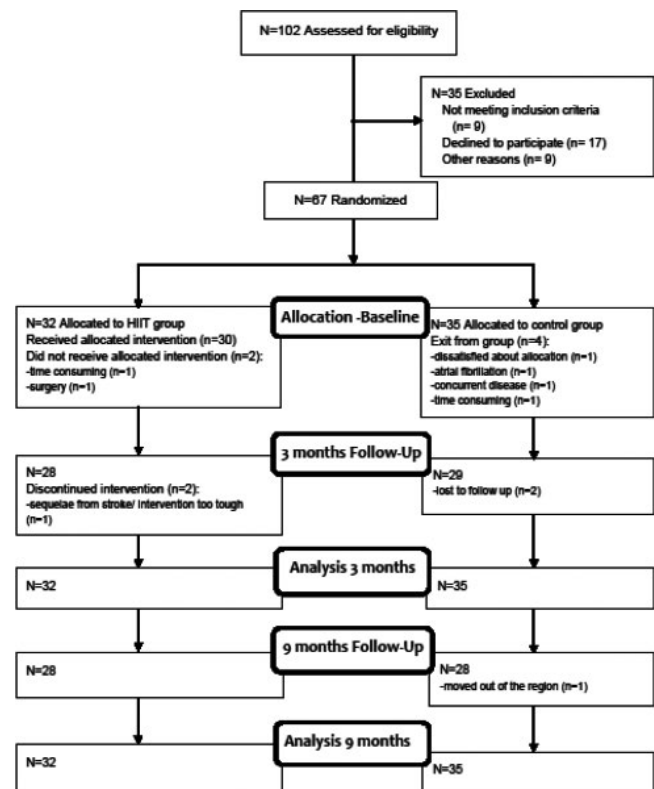 N=102 Assessed for eligibility
N=35 Excluded
Not meeting inclusion criteria
(n= 9)
Declined to participate (n= 17)
Other reasons (n= 9)
N=67 Randomized
Allocation -Baseline
N=32 Allocated to HIIT group
Received allocated intervention (n=30)
Did not receive allocated intervention (n=2):
-time consuming (n=1)
-surgery (n=1)
N=35 Allocated to control group
Exit from group (n=4):
-dissatisfied about allocation (n=1)
-atrial fibrillation (n=1)
-concurrent disease (n=1)
-time consuming (n=1)
3 months Follow-Up
N=28
Discontinued intervention (n=2):
-sequelae from stroke/ intervention too tough
(n=1)
N=29
-lost to follow up (n=2)
Analysis 3 months
N=32
N=35
9 months Follow-Up
N=28
N=28
-moved out of the region (n=1)
Analysis 9 months
N=32
N=35